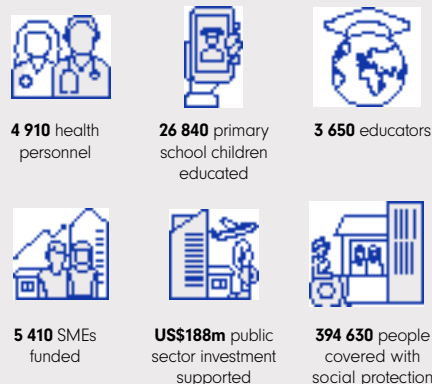 4 910 health
personnel
26 840 primary
school children
educated
3 650 educators
5 410 SMEs
funded
US$188m public
sector investment
supported
394 630 people
covered with
social protection